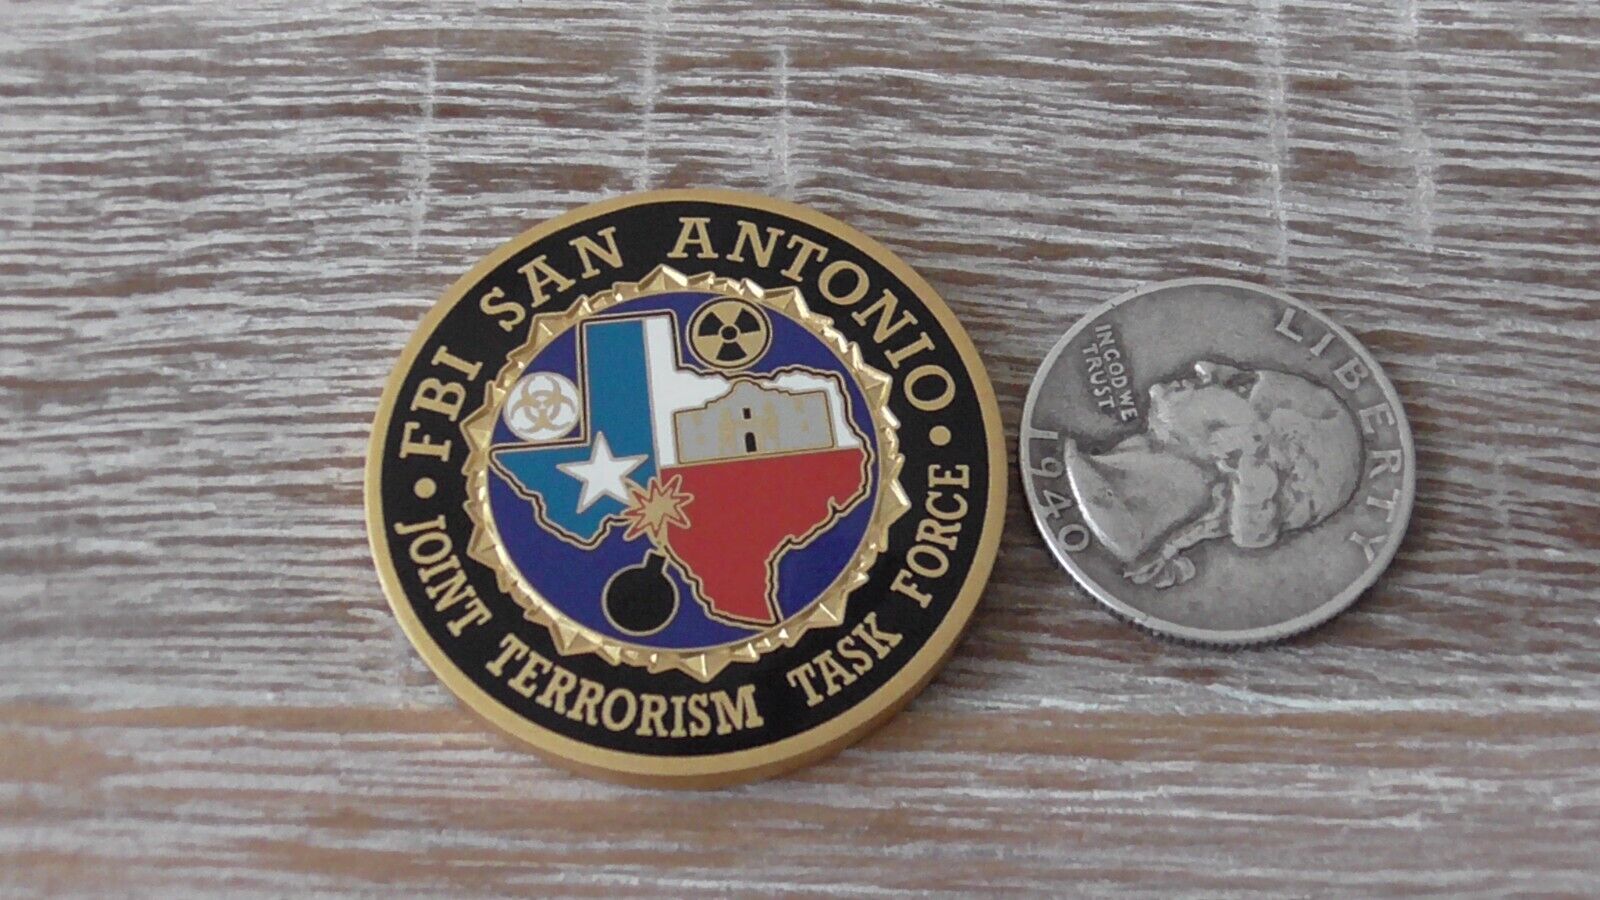 • FBI SAN ANTONIO •
JOINT TERRORISM TASK FORCE
LIBERTY
IN GOD WE
TRUST
1940